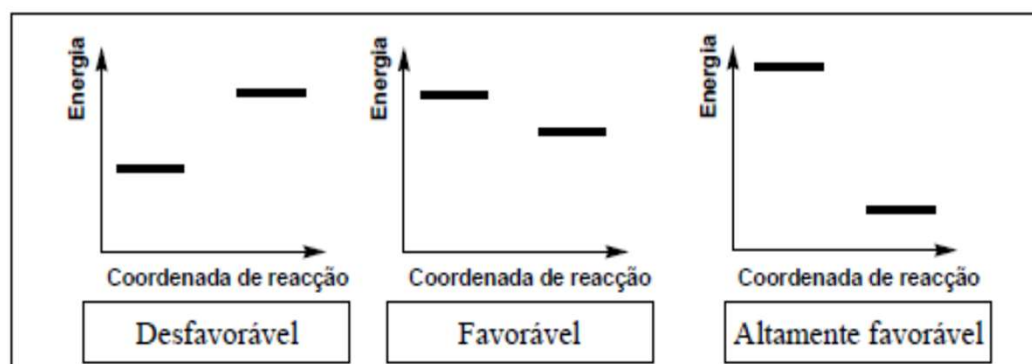 Energia
Energia
Energia
Coordenada de reacção
Coordenada de reacção
Coordenada de reacção
Desfavorável
Favorável
Altamente favorável